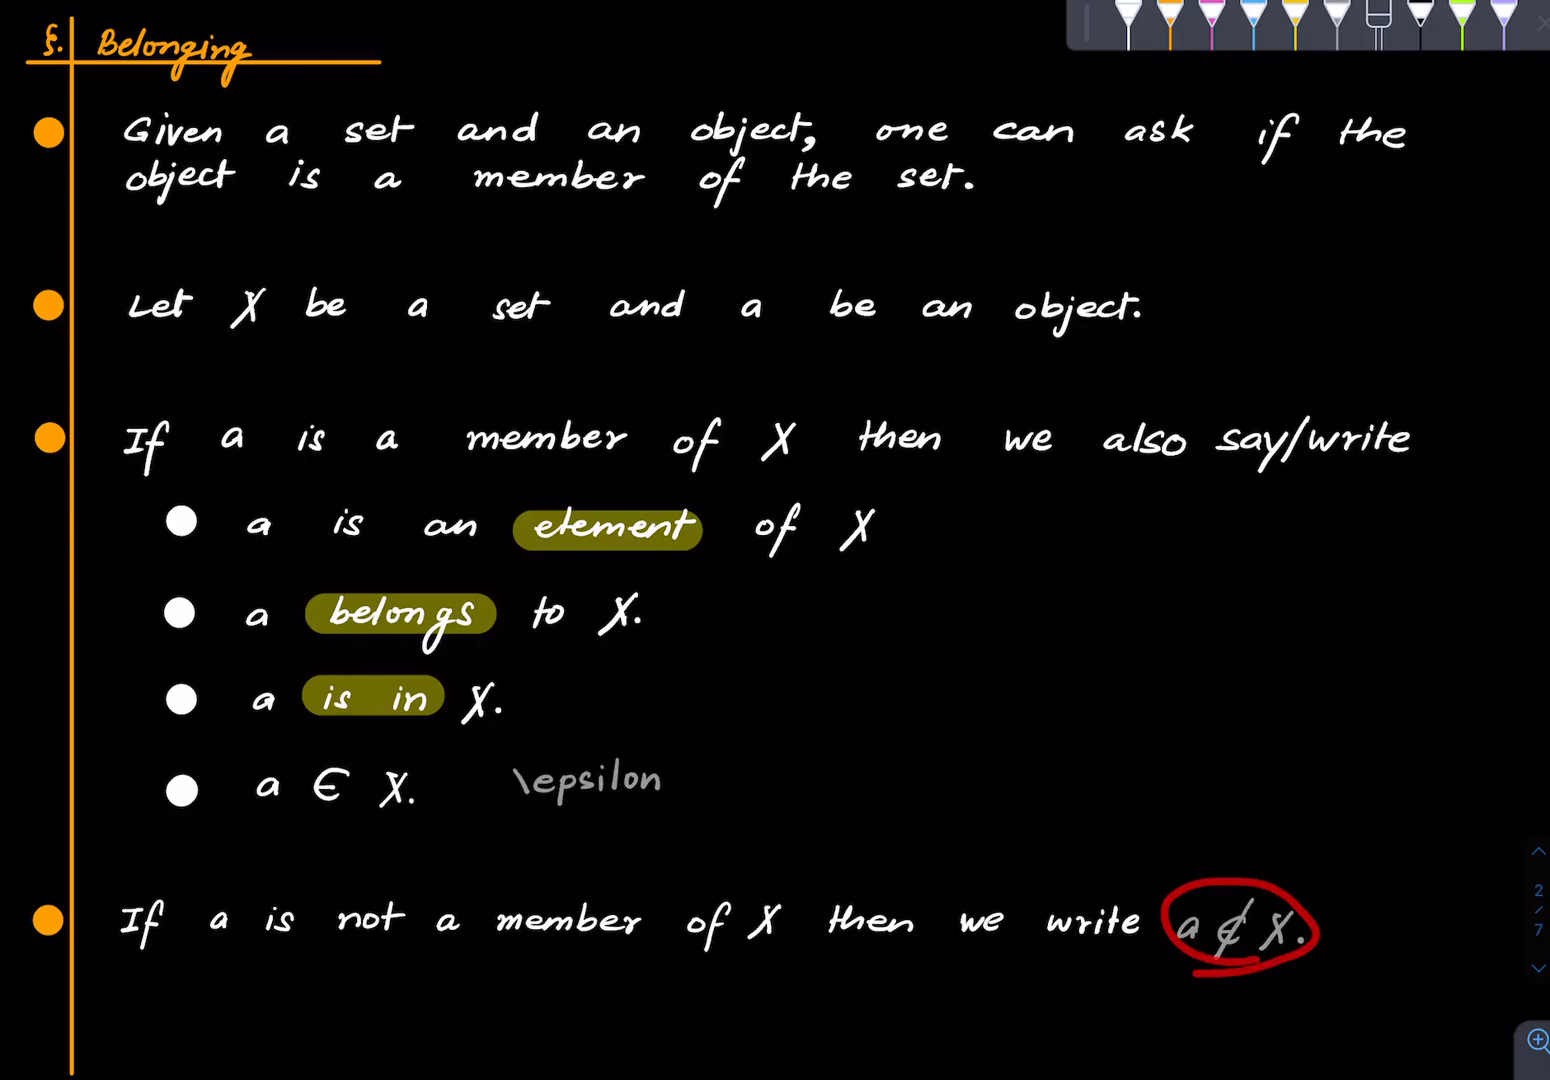 §. Belonging
Given a set and an object, one can ask if the
object is a member of the set.
Let X be a set and a be an object.
If a is a member of X then we also say/write
a is an element of X
a belongs to X.
a is in X.
a ∈ X. \epsilon
If a is not a member of X then we write a ∉ X.
2
/
7